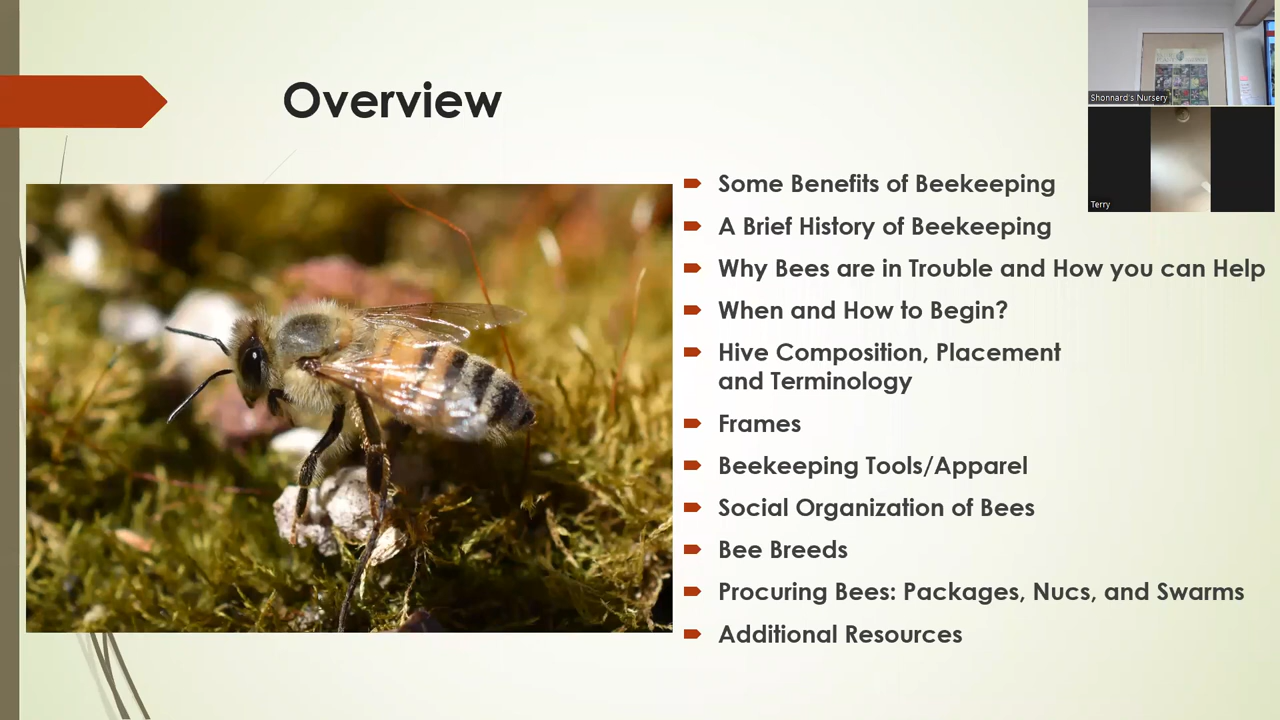 Overview
Some Benefits of Beekeeping
A Brief History of Beekeeping
Why Bees are in Trouble and How you can Help
When and How to Begin?
Hive Composition, Placement
and Terminology
Frames
Beekeeping Tools/Apparel
Social Organization of Bees
Bee Breeds
Procuring Bees: Packages, Nucs, and Swarms
Additional Resources
Shonnard's Nursery
Terry